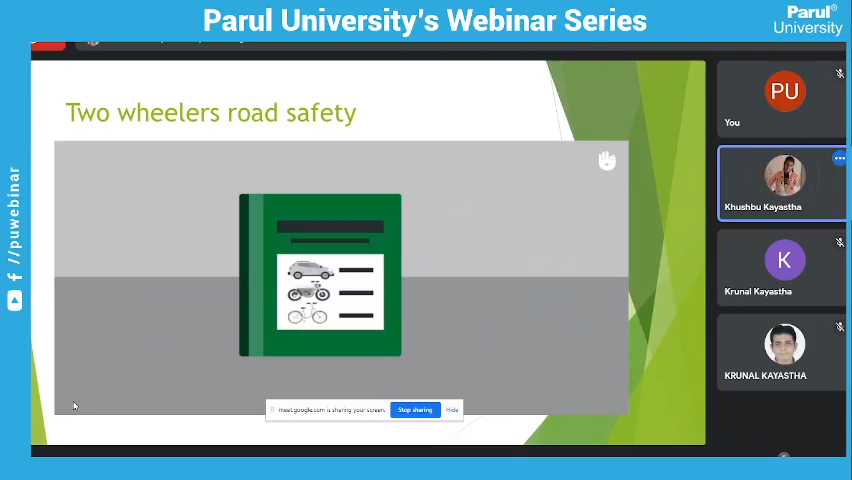 Parul University's Webinar Series
Parul®
University
Two wheelers road safety
PU
You
Khushbu Kayastha
K
Krunal Kayastha
KRUNAL KAYASTHA
meet.google.com is sharing your screen.
Stop sharing
Hide
f //puwebinar